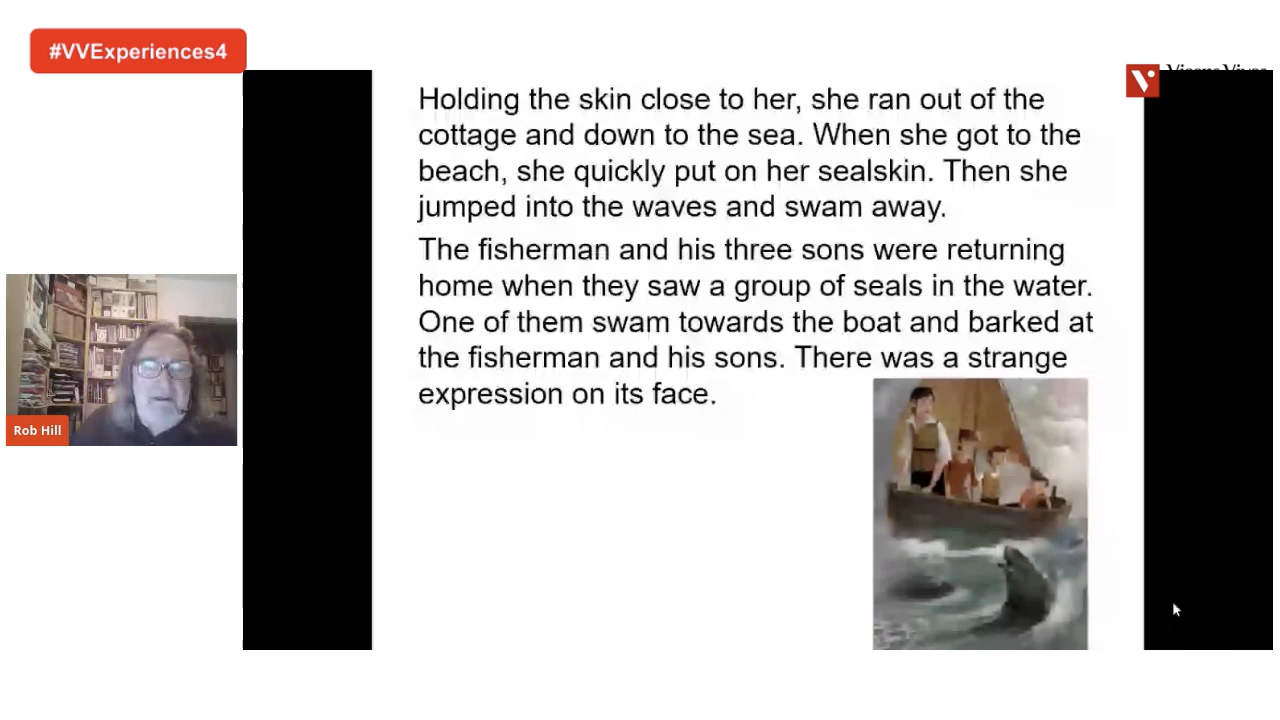 #VVExperiences4
Holding the skin close to her, she ran out of the
cottage and down to the sea. When she got to the
beach, she quickly put on her sealskin. Then she
jumped into the waves and swam away.
The fisherman and his three sons were returning
home when they saw a group of seals in the water.
One of them swam towards the boat and barked at
the fisherman and his sons. There was a strange
expression on its face.
Rob Hill